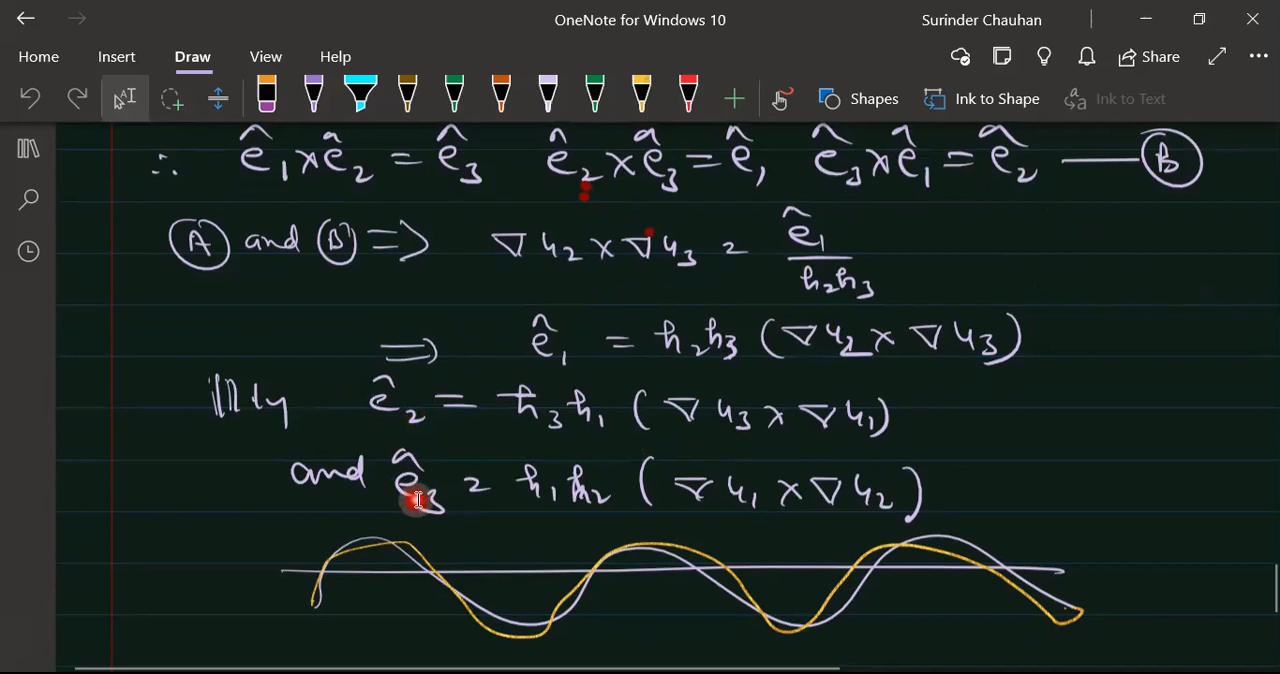 OneNote for Windows 10
Surinder Chauhan
Home Insert Draw View Help
Share
Shapes Ink to Shape Ink to Text
∴ ê₁ × ê₂ = ê₃ ê₂ × ê₃ = ê₁ ê₃ × ê₁ = ê₂ —— (B)
(A) and (B) ⇒ ∇u₂ × ∇u₃ = ê₁ / h₂h₃
⇒ ê₁ = h₂h₃ (∇u₂ × ∇u₃)
lllly ê₂ = h₃h₁ (∇u₃ × ∇u₁)
and ê₃ = h₁h₂ (∇u₁ × ∇u₂)